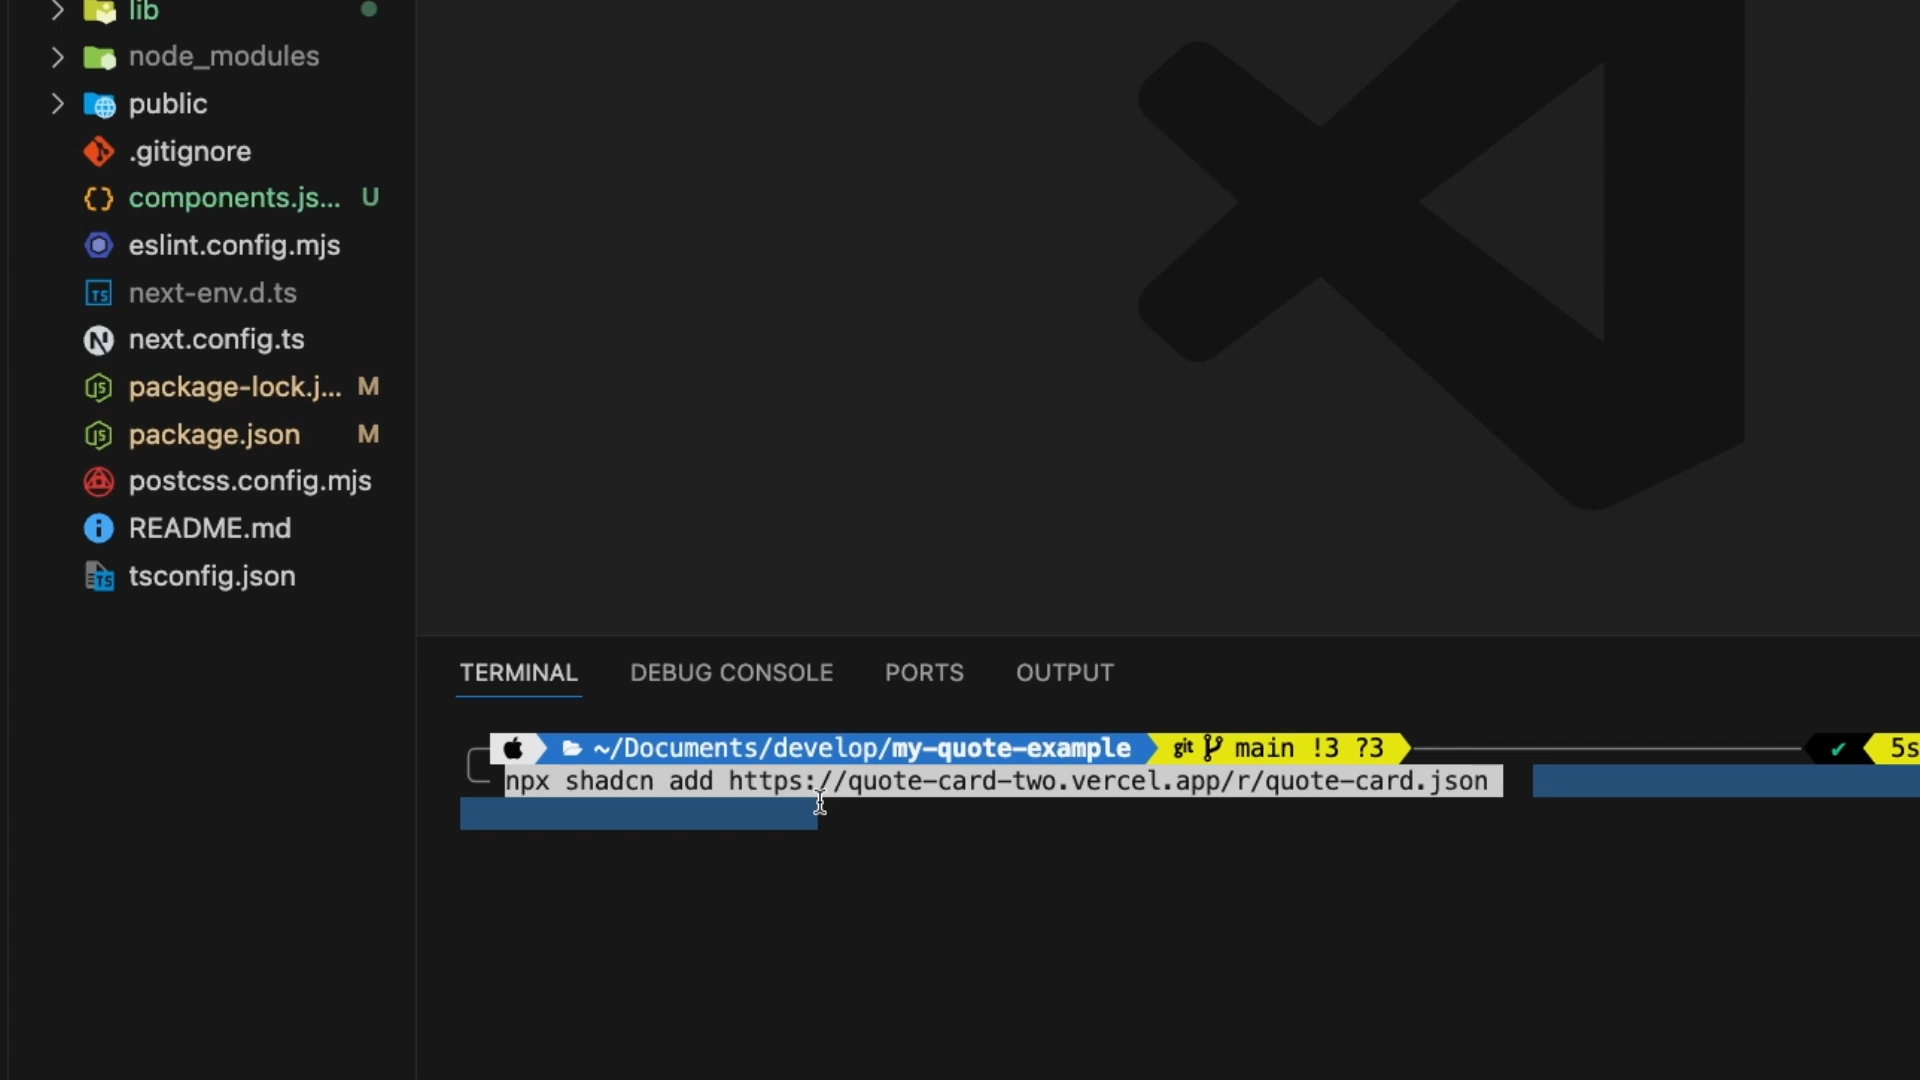 lib
node_modules
public
.gitignore
components.js... U
eslint.config.mjs
next-env.d.ts
next.config.ts
package-lock.j... M
package.json M
postcss.config.mjs
README.md
tsconfig.json
TERMINAL DEBUG CONSOLE PORTS OUTPUT
~/Documents/develop/my-quote-example git main !3 ?3 ✔ 5s
npx shadcn add https://quote-card-two.vercel.app/r/quote-card.json